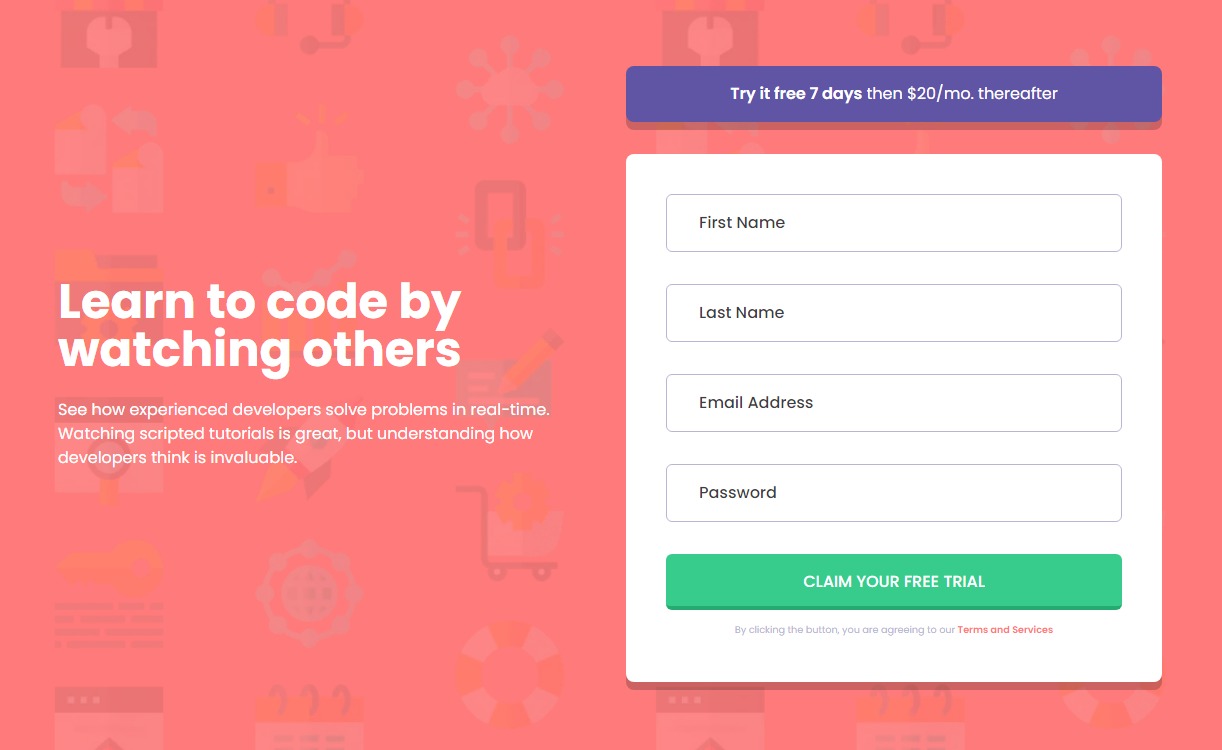 Learn to code by
watching others
See how experienced developers solve problems in real-time.
Watching scripted tutorials is great, but understanding how
developers think is invaluable.
Try it free 7 days then $20/mo. thereafter
First Name
Last Name
Email Address
Password
CLAIM YOUR FREE TRIAL
By clicking the button, you are agreeing to our Terms and Services